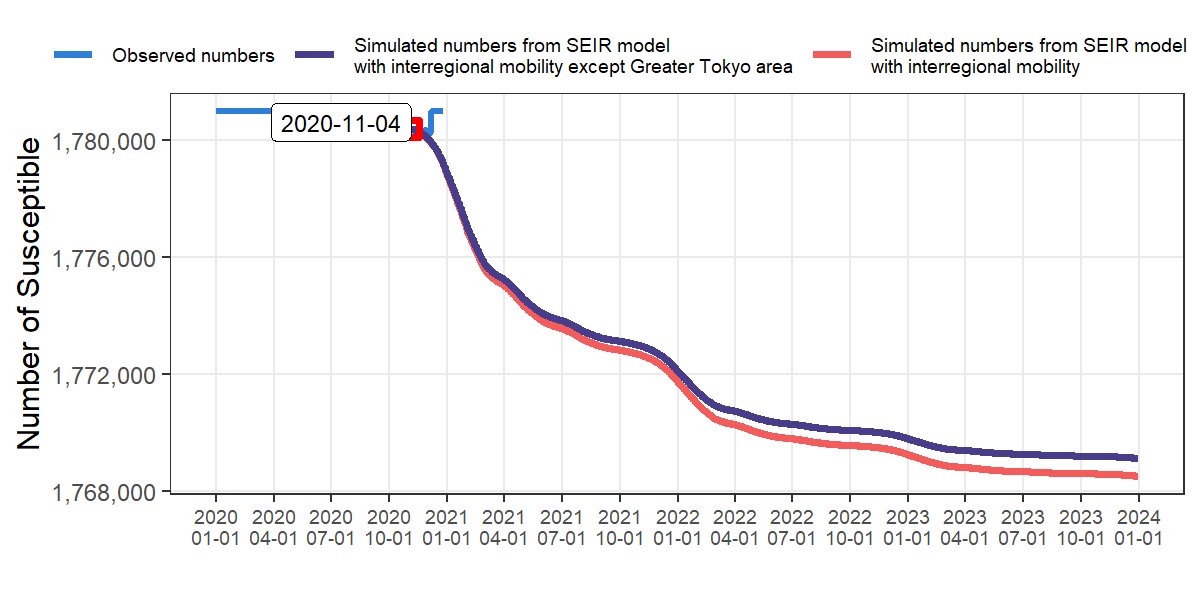 Observed numbers
Simulated numbers from SEIR model
with interregional mobility except Greater Tokyo area
Simulated numbers from SEIR model
with interregional mobility
Number of Susceptible
1,780,000
1,776,000
1,772,000
1,768,000
2020-11-04
2020 2020 2020 2020 2021 2021 2021 2021 2022 2022 2022 2022 2023 2023 2023 2023 2024
01-01 04-01 07-01 10-01 01-01 04-01 07-01 10-01 01-01 04-01 07-01 10-01 01-01 04-01 07-01 10-01 01-01